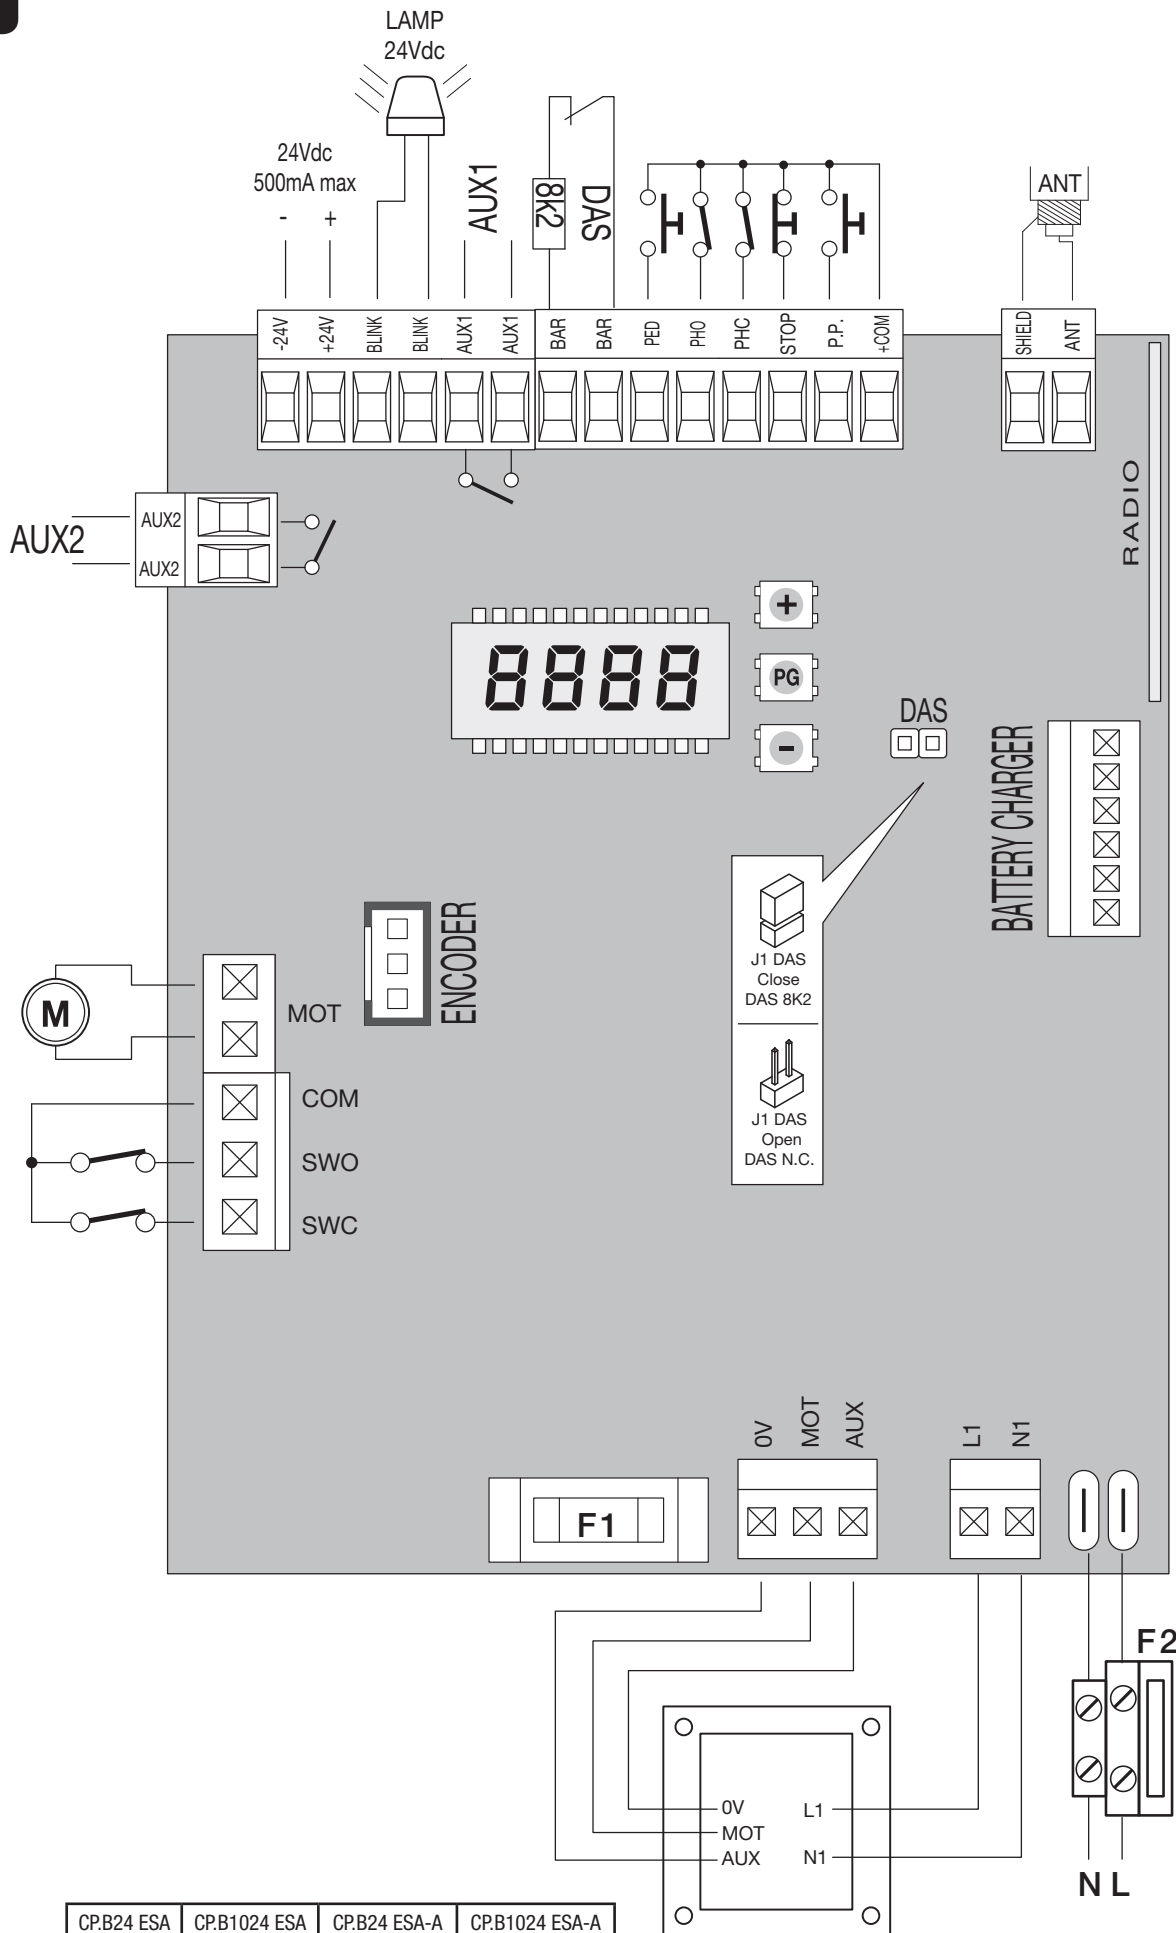 LAMP
24Vdc
24Vdc
500mA max
- +
AUX1
8k2
DAS
ANT
-24V
+24V
BLINK
BLINK
AUX1
AUX1
BAR
BAR
PED
PHO
PHC
STOP
P.P.
+COM
SHIELD
ANT
RADIO
AUX2
AUX2
AUX2
+
8888
PG
-
DAS
BATTERY CHARGER
J1 DAS
Close
DAS 8K2
J1 DAS
Open
DAS N.C.
ENCODER
M
MOT
COM
SWO
SWC
0V
MOT
AUX
L1
N1
F1
F2
0V
MOT
AUX
L1
N1
N L
CP.B24 ESA CP.B1024 ESA CP.B24 ESA-A CP.B1024 ESA-A